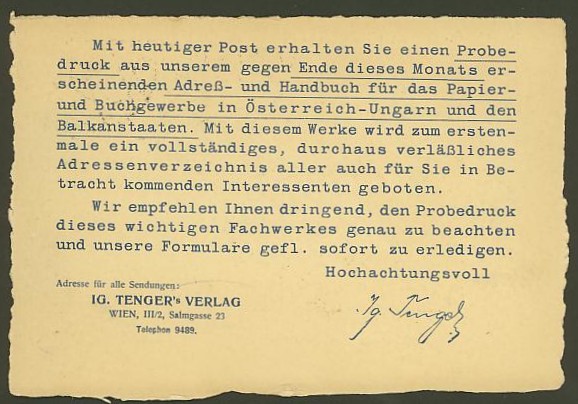 Mit heutiger Post erhalten Sie einen Probe-
druck aus unserem gegen Ende dieses Monats er-
scheinenden Adreß- und Handbuch für das Papier-
und Buchgewerbe in Österreich-Ungarn und den
Balkanstaaten. Mit diesem Werke wird zum ersten-
male ein vollständiges, durchaus verläßliches
Adressenverzeichnis aller auch für Sie in Be-
tracht kommenden Interessenten geboten.
Wir empfehlen Ihnen dringend, den Probedruck
dieses wichtigen Fachwerkes genau zu beachten
und unsere Formulare gefl. sofort zu erledigen.
Hochachtungsvoll
Adresse für alle Sendungen:
IG. TENGER's VERLAG
WIEN, III/2, Salmgasse 23
Telephon 9489.
Ig. Tenger